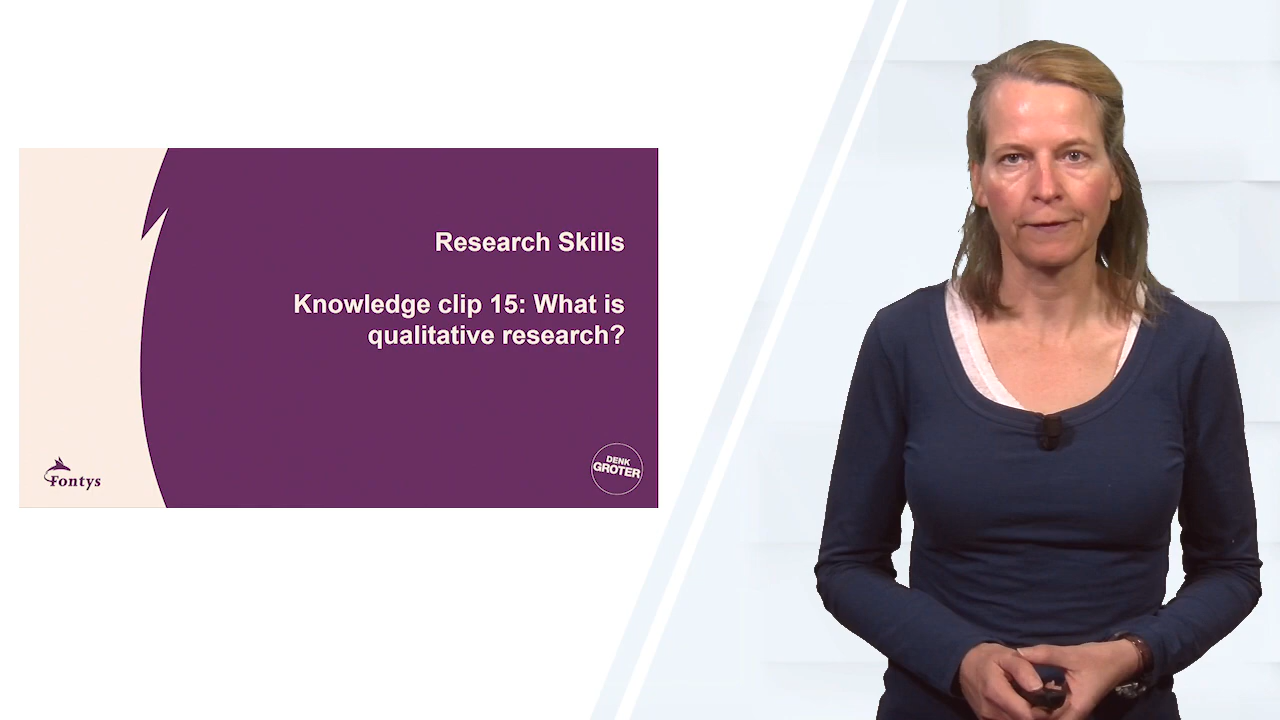 Research Skills
Knowledge clip 15: What is
qualitative research?
Fontys
DENK
GROTER